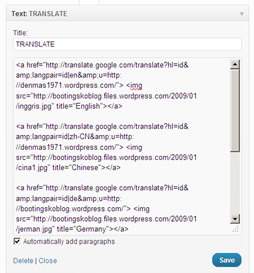 Text: TRANSLATE
Title:
TRANSLATE
<a href="http://translate.google.com/translate?hl=id&
amp;langpair=id|en&amp;u=http:
//denmas1971.wordpress.com/"> <img
src="http://bootingskoblog.files.wordpress.com/2009/01
/inggris.jpg" title="English"></a>
<a href="http://translate.google.com/translate?hl=id&
amp;langpair=id|zh-CN&amp;u=http:
//denmas1971.wordpress.com/"> <img
src="http://bootingskoblog.files.wordpress.com/2009/01
/cina1.jpg" title="Chinese"></a>
<a href="http://translate.google.com/translate?hl=id&
amp;langpair=id|de&amp;u=http:
//bootingskoblog.wordpress.com/"> <img
src="http://bootingskoblog.files.wordpress.com/2009/01
/jerman.jpg" title="Germany"></a>
Automatically add paragraphs
Delete | Close
Save